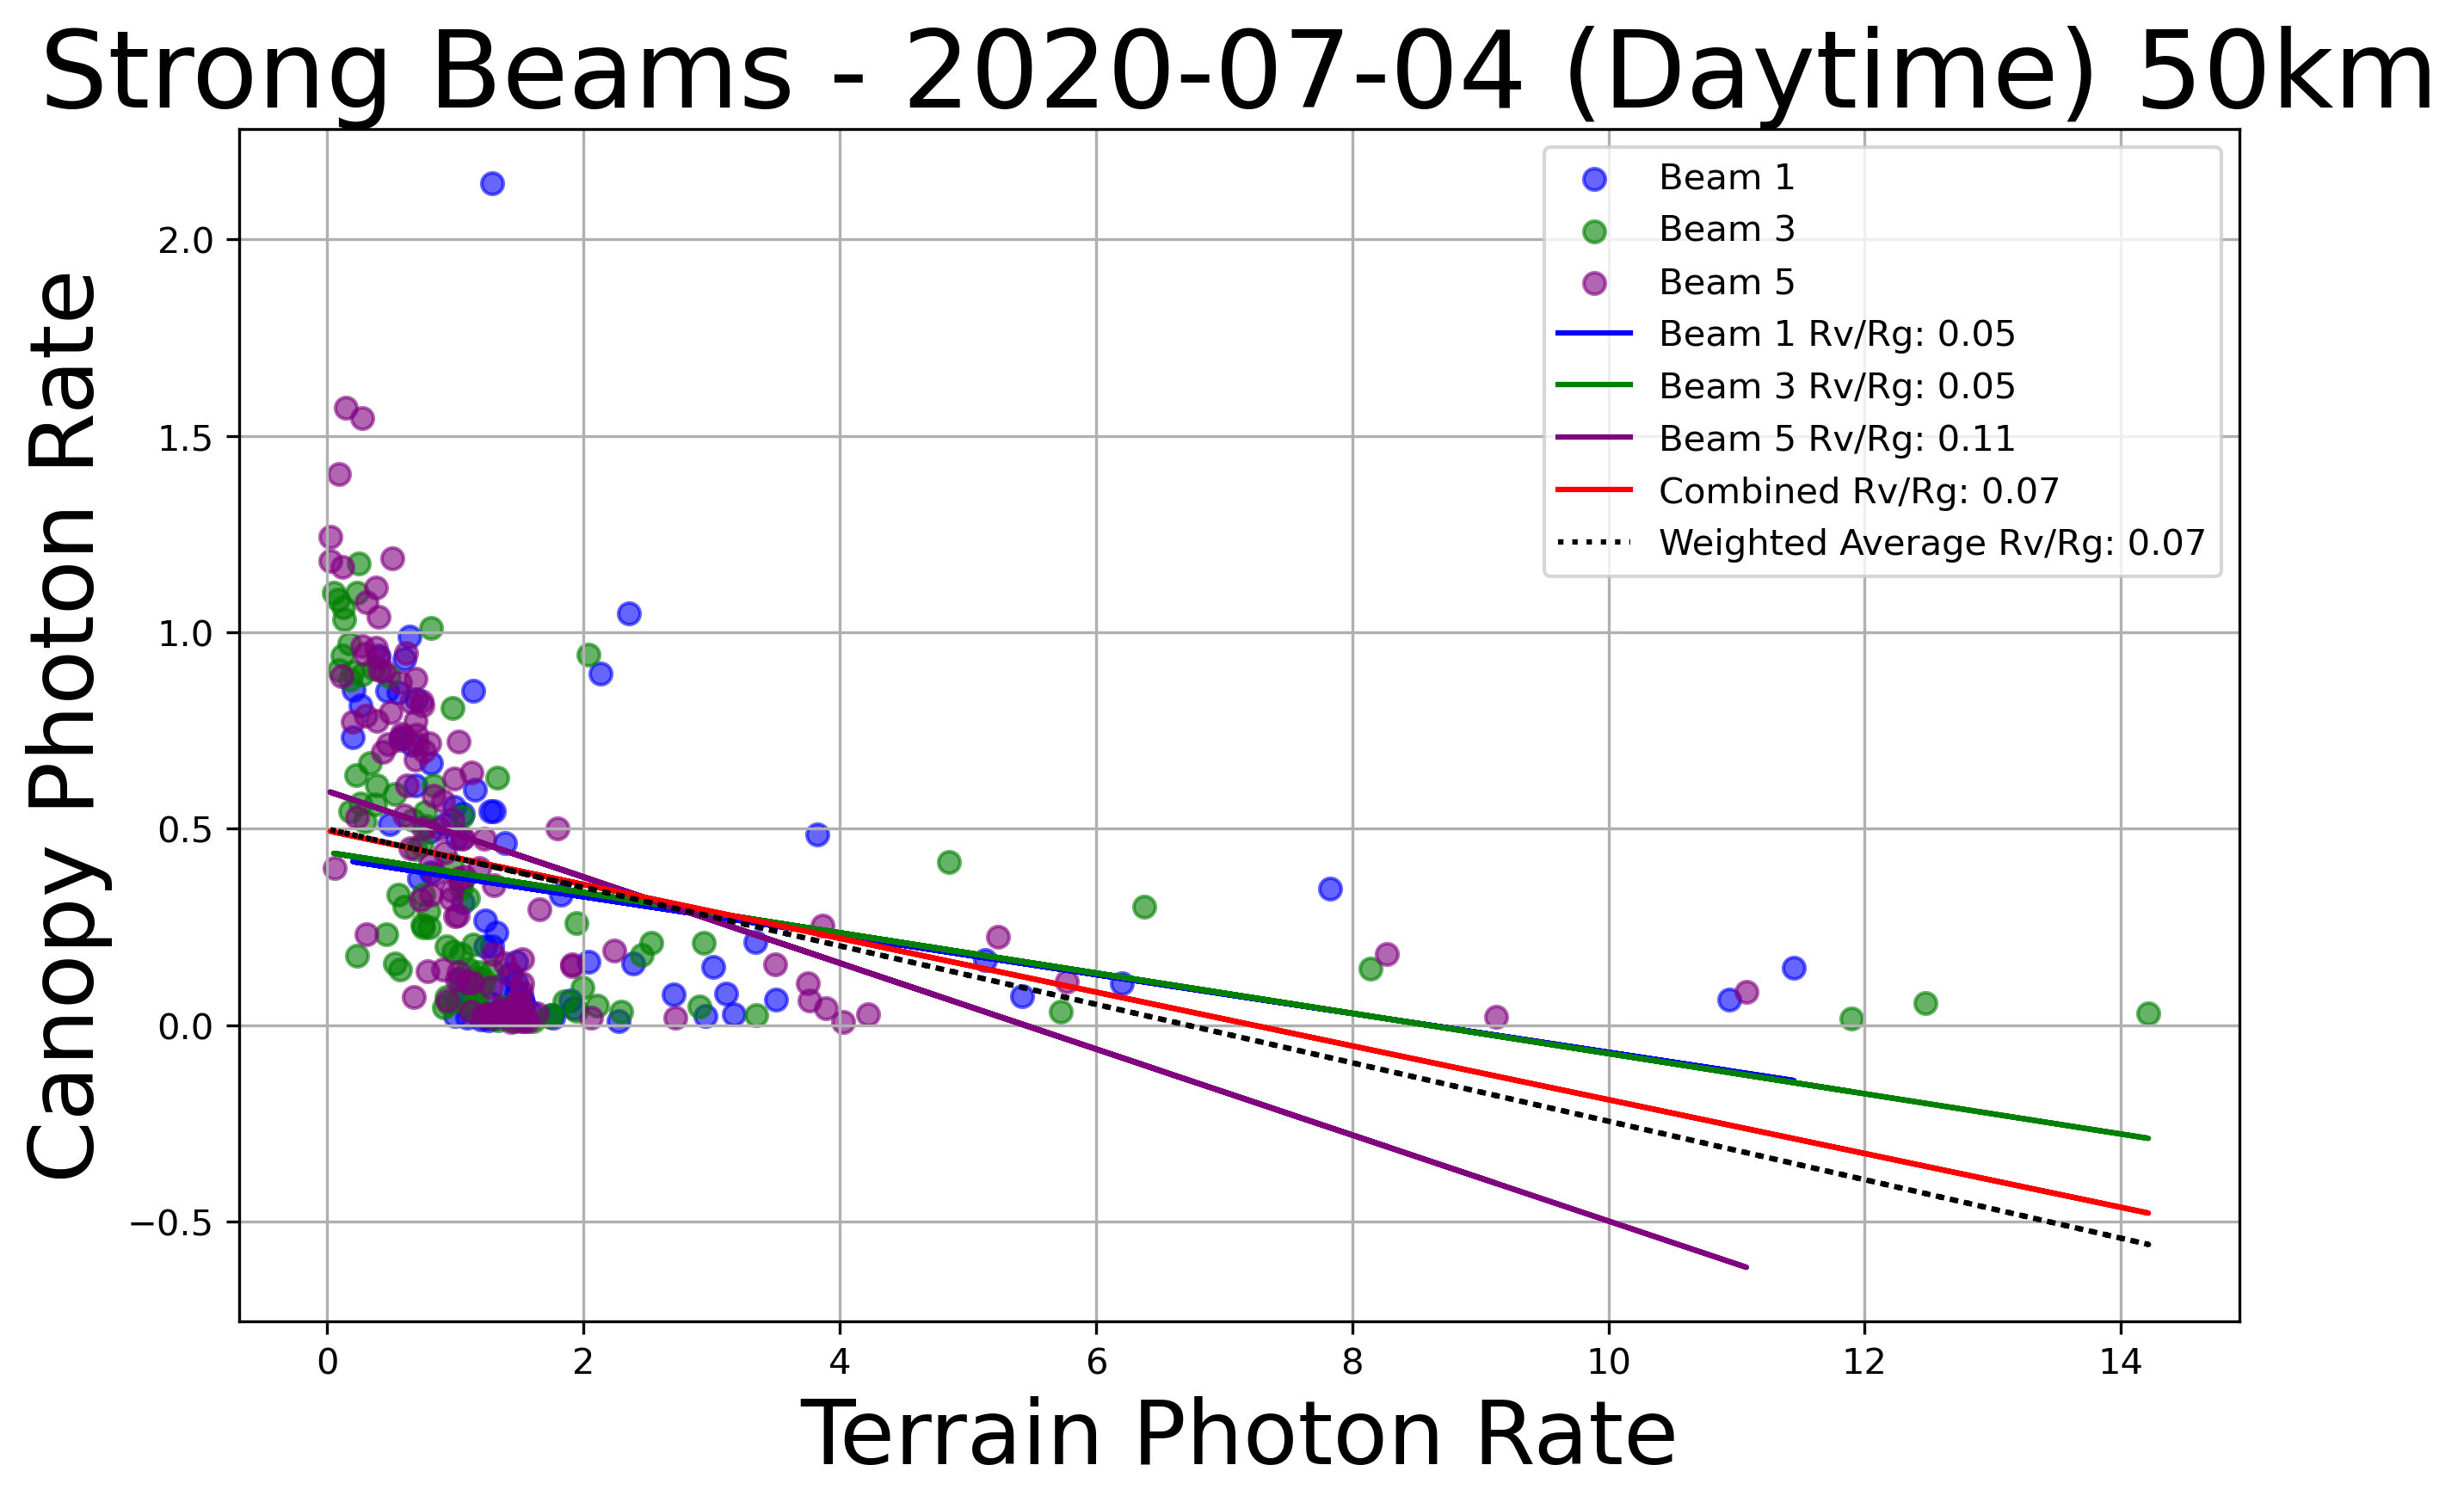 Strong Beams - 2020-07-04 (Daytime) 50km
Beam 1
Beam 3
Beam 5
Beam 1 Rv/Rg: 0.05
Beam 3 Rv/Rg: 0.05
Beam 5 Rv/Rg: 0.11
Combined Rv/Rg: 0.07
Weighted Average Rv/Rg: 0.07
Canopy Photon Rate
2.0
1.5
1.0
0.5
0.0
−0.5
0 2 4 6 8 10 12 14
Terrain Photon Rate